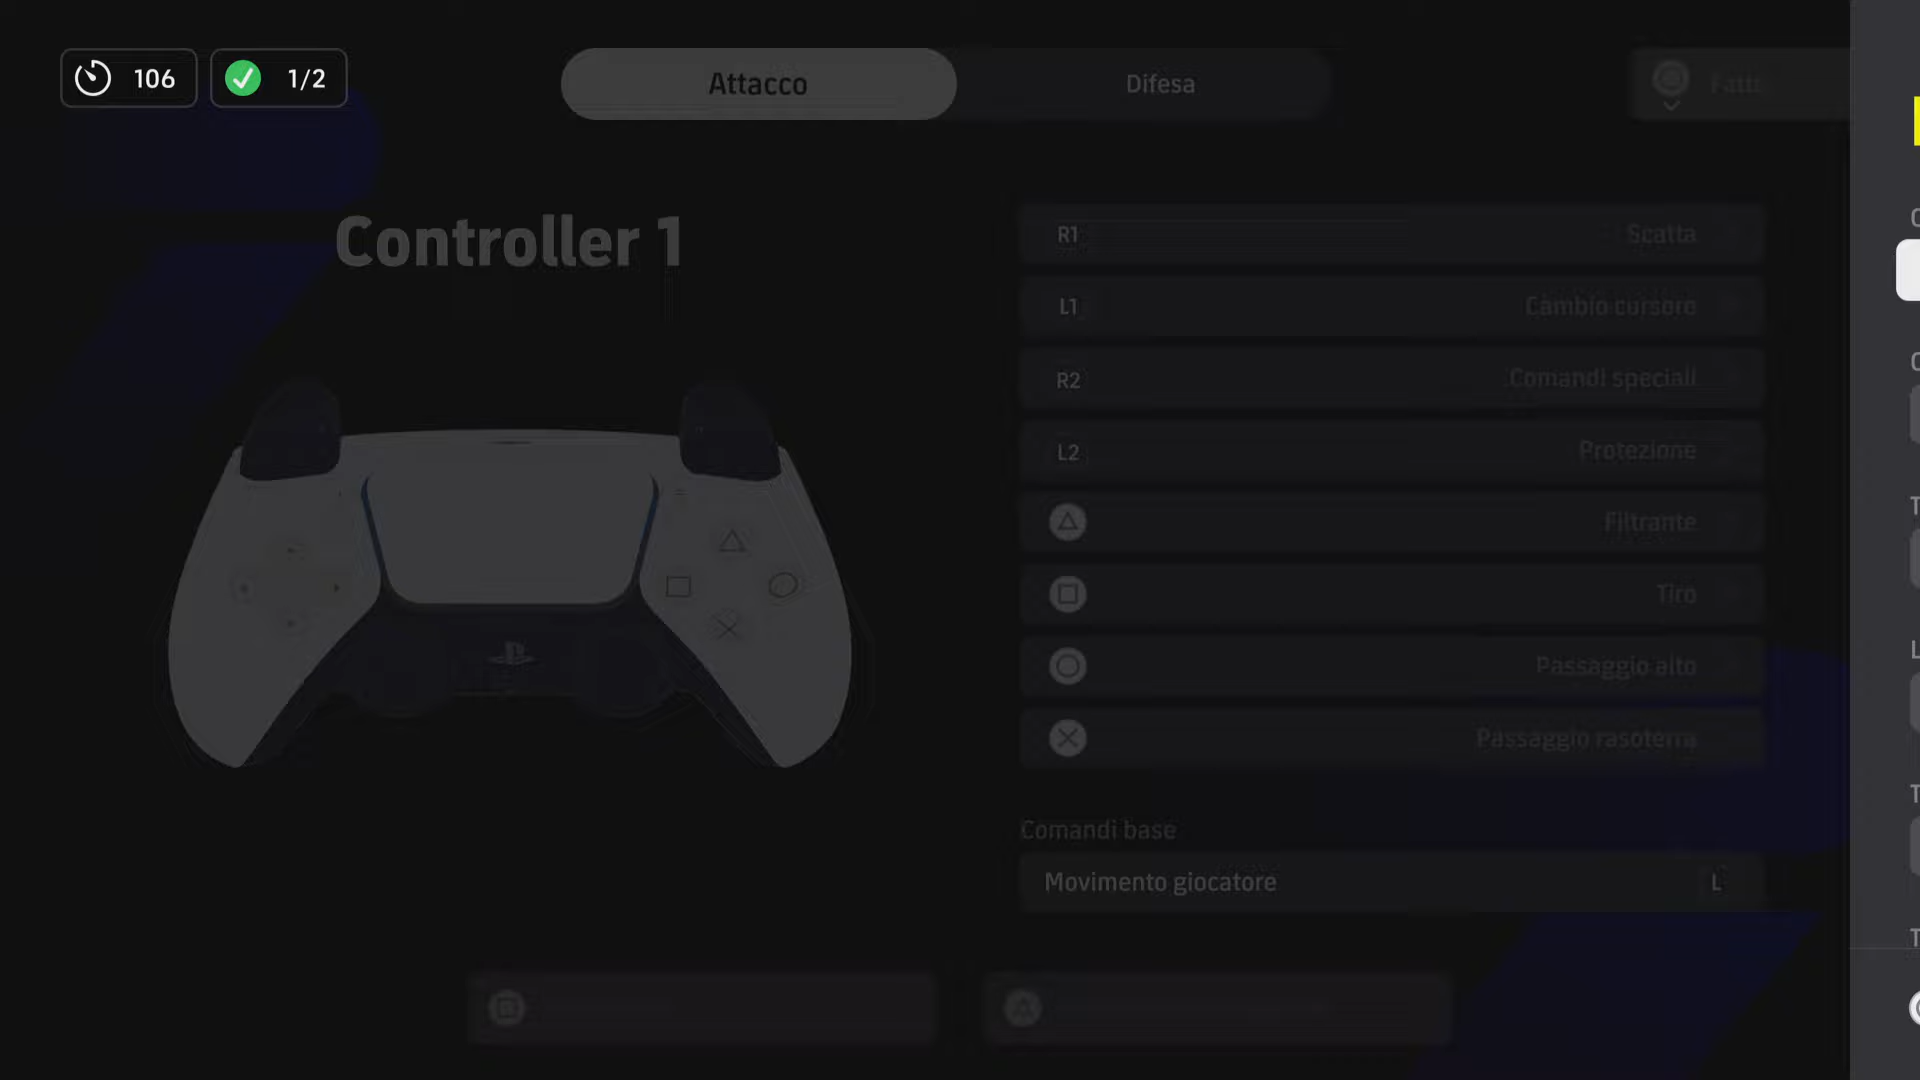 106
1/2
Attacco
Difesa
Fatto
Controller 1
R1 Scatta
L1 Cambio cursore
R2 Comandi speciali
L2 Protezione
Filtrante
Tiro
Passaggio alto
Passaggio rasoterra
Comandi base
Movimento giocatore L